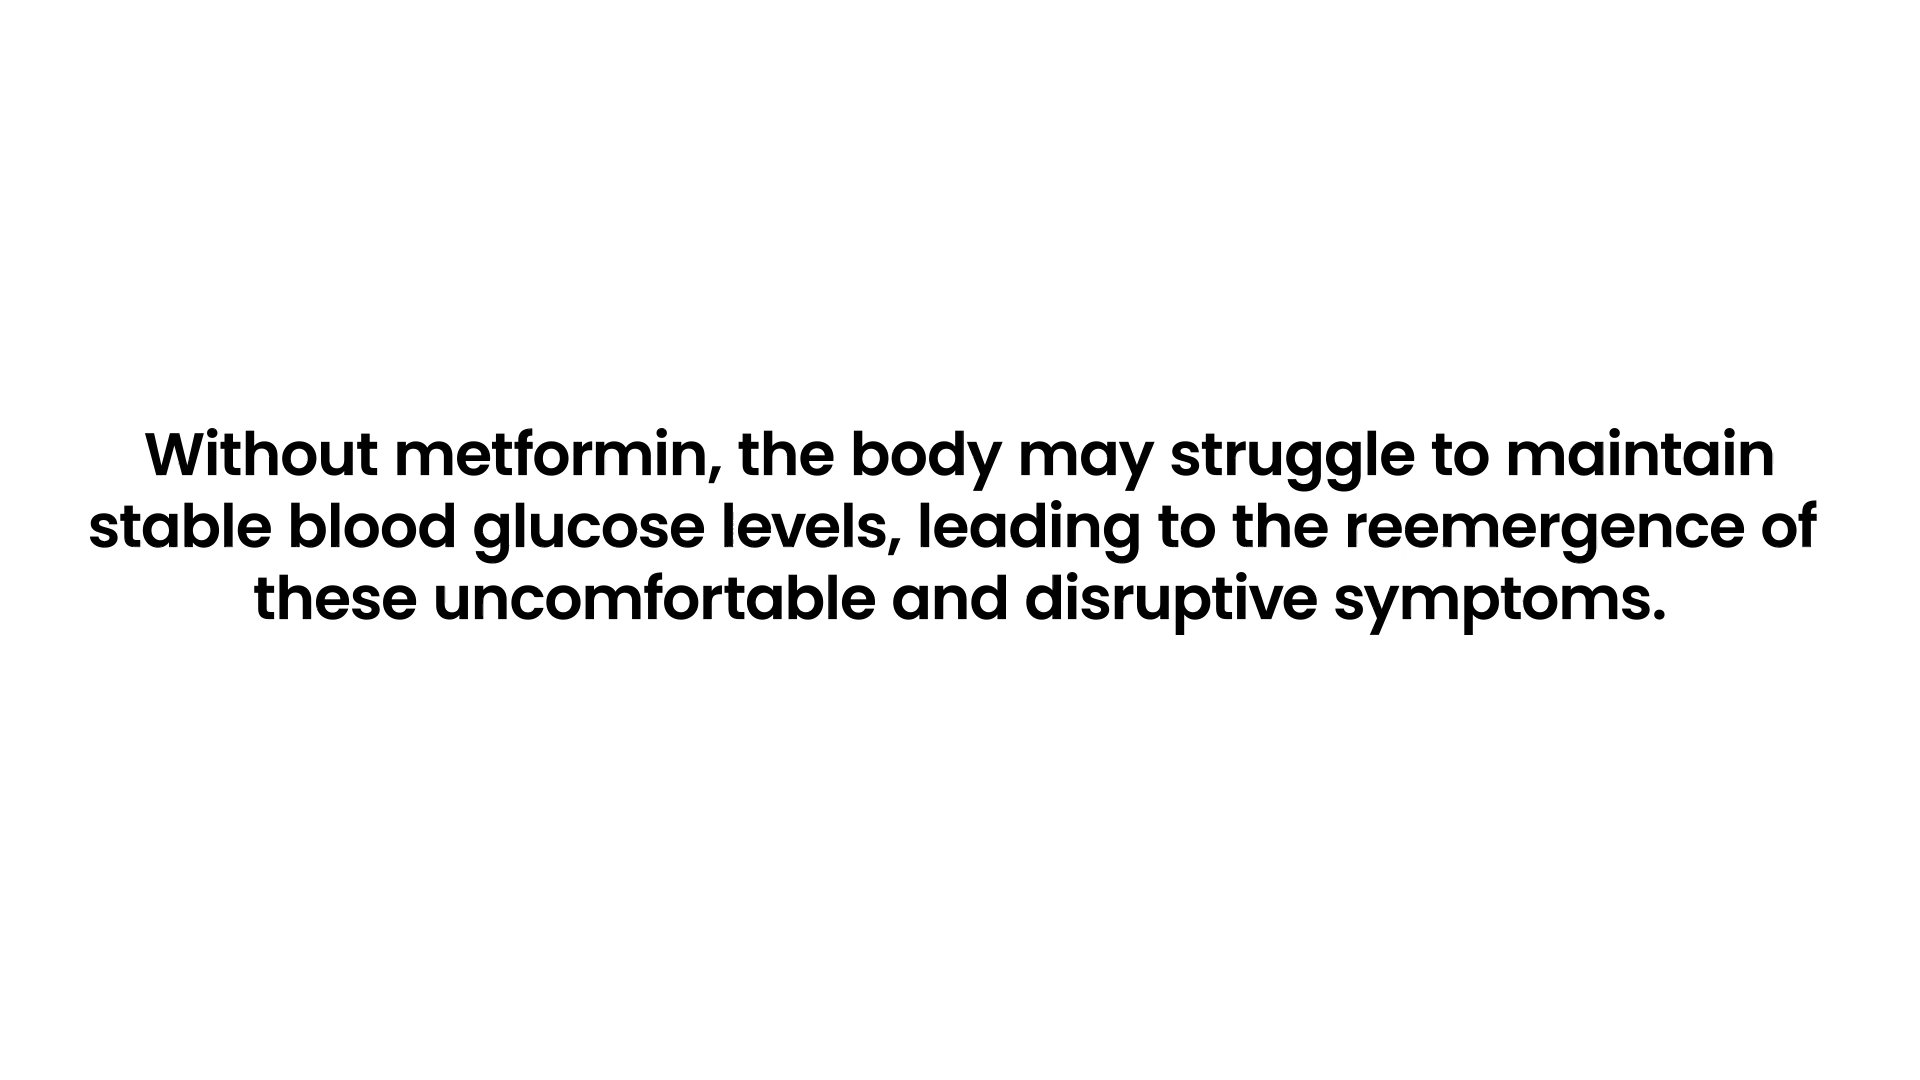 Without metformin, the body may struggle to maintain
stable blood glucose levels, leading to the reemergence of
these uncomfortable and disruptive symptoms.